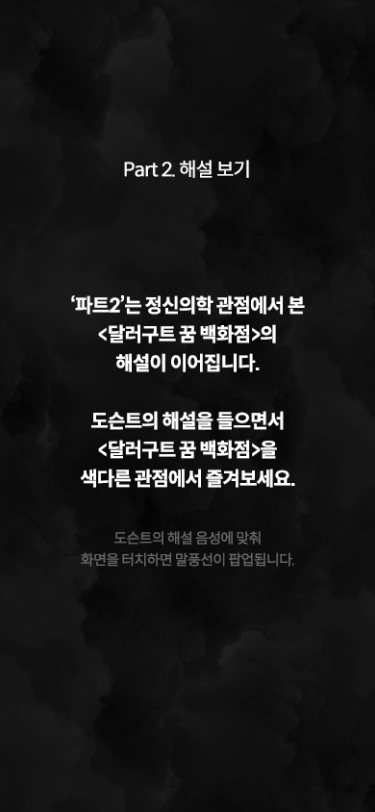 Part 2. 해설 보기
‘파트2’는 정신의학 관점에서 본
<달러구트 꿈 백화점>의
해설이 이어집니다.
도슨트의 해설을 들으면서
<달러구트 꿈 백화점>을
색다른 관점에서 즐겨보세요.
도슨트의 해설 음성에 맞춰
화면을 터치하면 말풍선이 팝업됩니다.